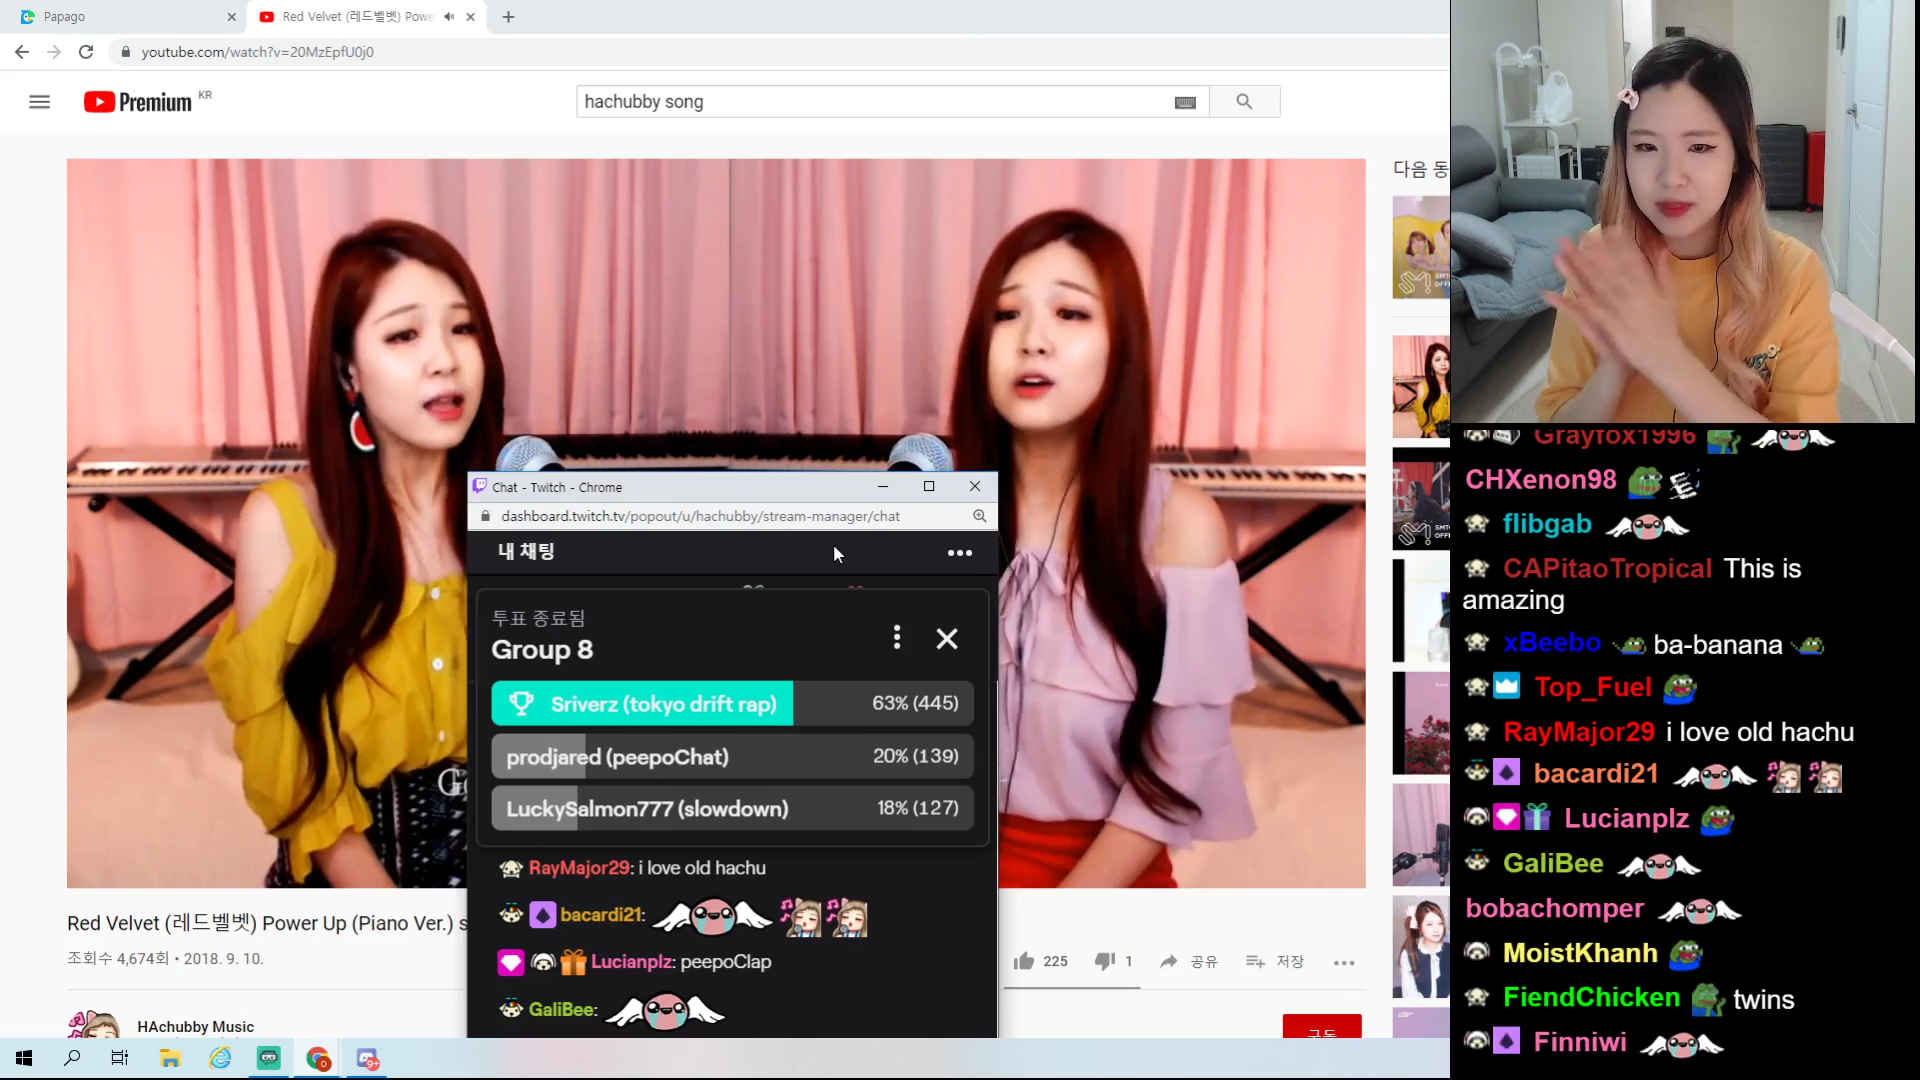 Papago
Red Velvet (레드벨벳) Powe
youtube.com/watch?v=20MzEpfU0j0
Premium KR
hachubby song
다음 동
Chat - Twitch - Chrome
dashboard.twitch.tv/popout/u/hachubby/stream-manager/chat
내 채팅
투표 종료됨
Group 8
Sriverz (tokyo drift rap) 63% (445)
prodjared (peepoChat) 20% (139)
LuckySalmon777 (slowdown) 18% (127)
RayMajor29: i love old hachu
bacardi21:
Lucianplz: peepoClap
GaliBee:
Red Velvet (레드벨벳) Power Up (Piano Ver.) s
조회수 4,674회 • 2018. 9. 10.
225 1 공유 저장
HAchubby Music
구독
Grayfox1996
CHXenon98
flibgab
CAPitaoTropical This is
amazing
xBeebo ba-banana
Top_Fuel
RayMajor29 i love old hachu
bacardi21
Lucianplz
GaliBee
bobachomper
MoistKhanh
FiendChicken twins
Finniwi